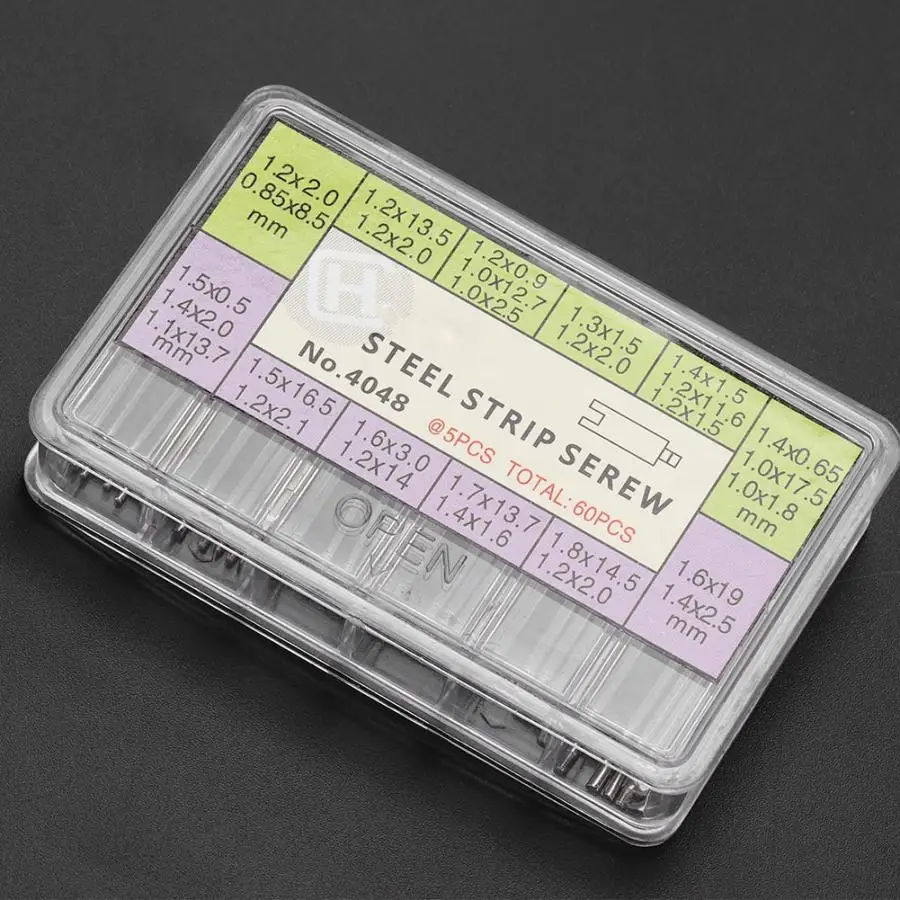 1.2x2.0
0.85x8.5
mm
1.2x13.5
1.2x2.0
1.2x0.9
1.0x12.7
1.0x2.5
1.3x1.5
1.2x2.0
1.4x1.5
1.2x11.6
1.2x1.5
1.4x0.65
1.0x17.5
1.0x1.8
mm
H
STEEL STRIP SEREW
No.4048
@5PCS TOTAL:60PCS
1.5x0.5
1.4x2.0
1.1x13.7
mm
1.5x16.5
1.2x2.1
1.6x3.0
1.2x14
1.7x13.7
1.4x1.6
1.8x14.5
1.2x2.0
1.6x19
1.4x2.5
mm
OPEN